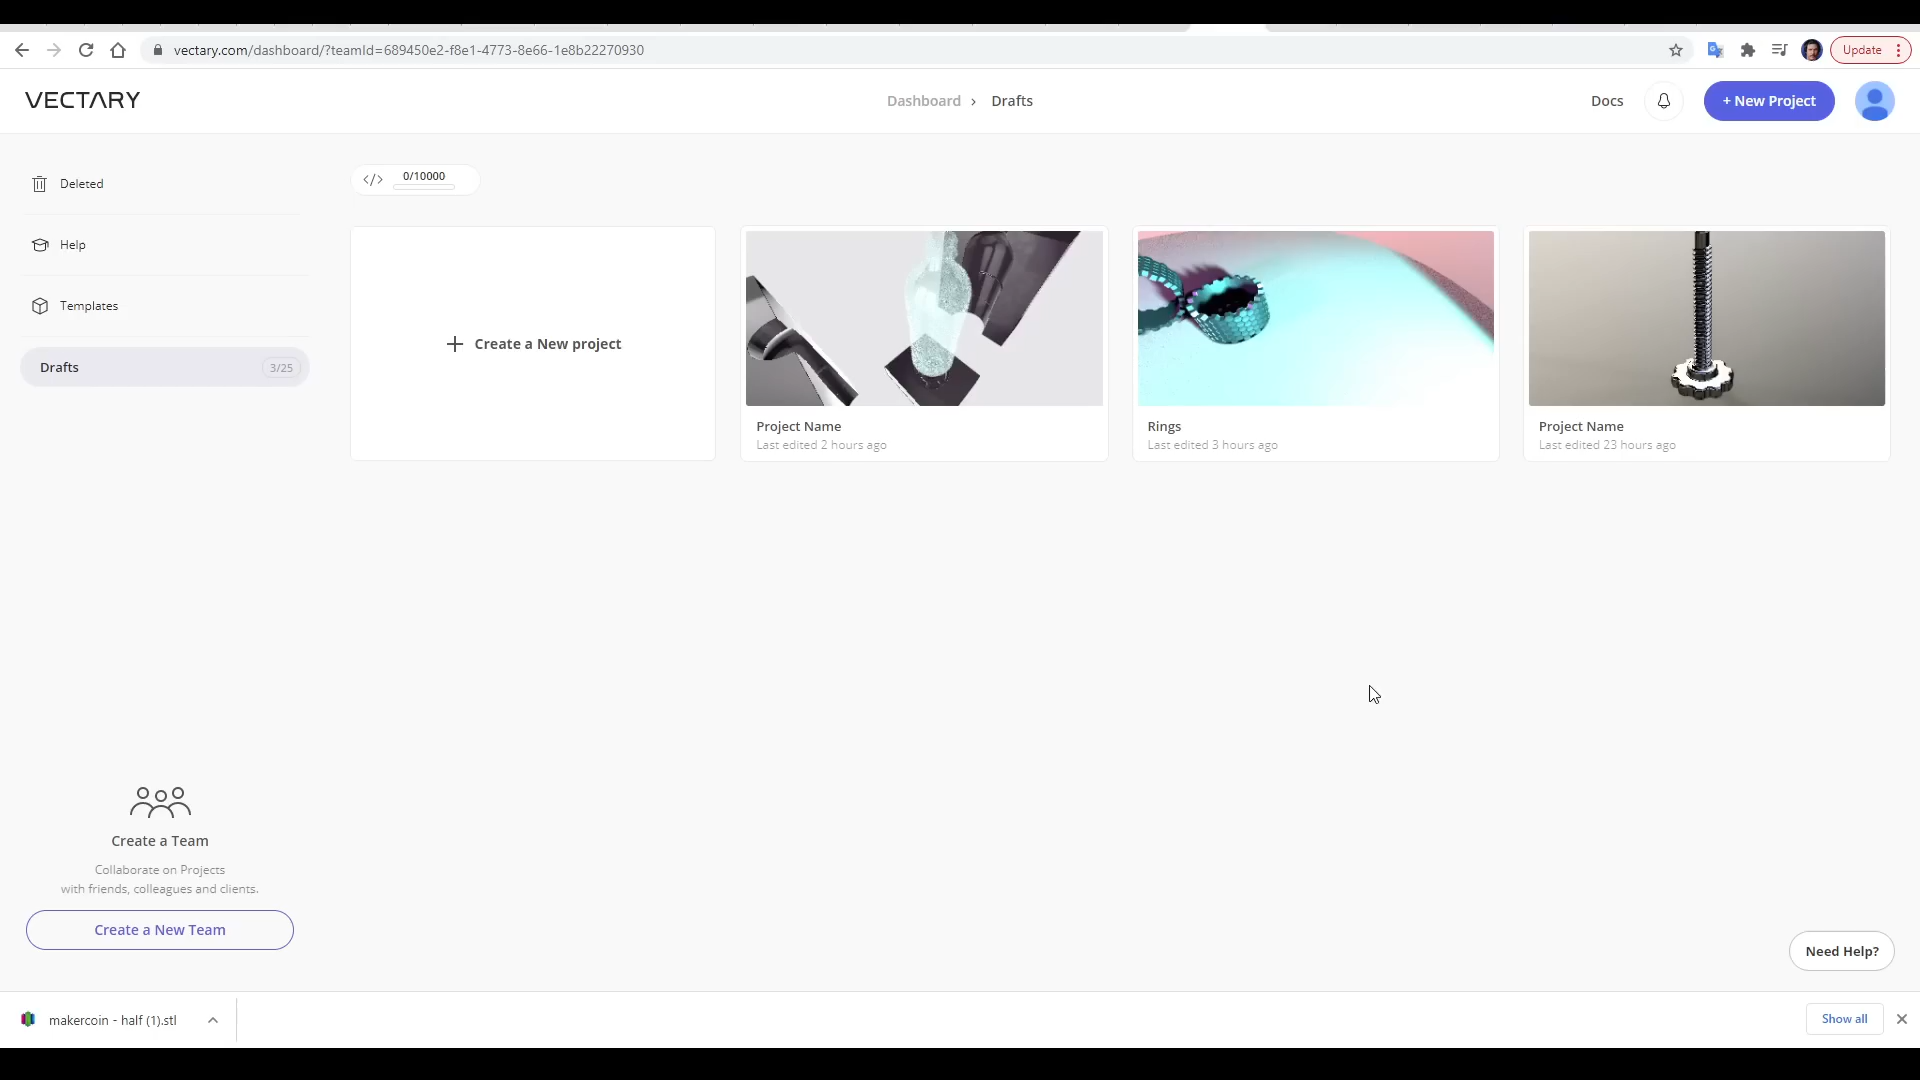 vectary.com/dashboard/?teamId=689450e2-f8e1-4773-8e66-1e8b22270930
Update
VECTARY
Dashboard › Drafts
Docs
+ New Project
Deleted
</> 0/10000
Help
Templates
Drafts 3/25
+ Create a New project
Project Name
Last edited 2 hours ago
Rings
Last edited 3 hours ago
Project Name
Last edited 23 hours ago
Create a Team
Collaborate on Projects
with friends, colleagues and clients.
Create a New Team
Need Help?
makercoin - half (1).stl
Show all